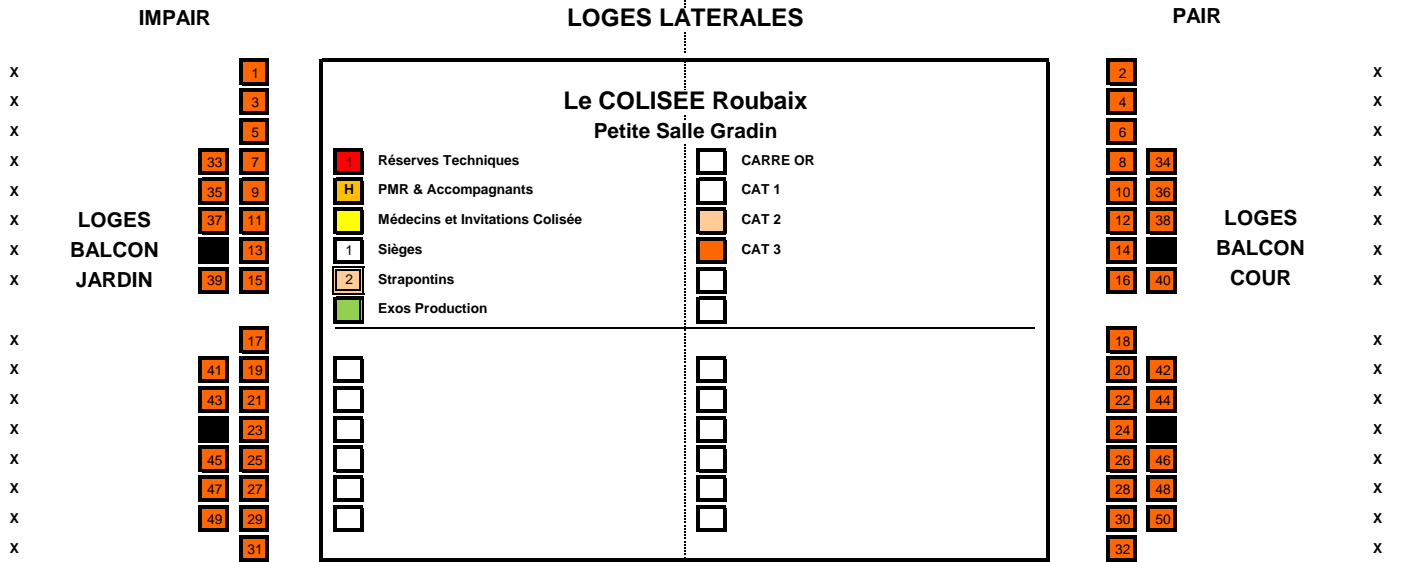 IMPAIR LOGES LATERALES PAIR
X 1 2 X
X 3 Le COLISEE Roubaix 4 X
X 5 Petite Salle Gradin 6 X
X 33 7 1 Réserves Techniques CARRE OR 8 34 X
X 35 9 H PMR & Accompagnants CAT 1 10 36 X
X LOGES 37 11 Médecins et Invitations Colisée CAT 2 12 38 LOGES X
X BALCON 13 1 Sièges CAT 3 14 BALCON X
X JARDIN 39 15 2 Strapontins 16 40 COUR X
Exos Production
X 17 18 X
X 41 19 20 42 X
X 43 21 22 44 X
X 23 24 X
X 45 25 26 46 X
X 47 27 28 48 X
X 49 29 30 50 X
X 31 32 X